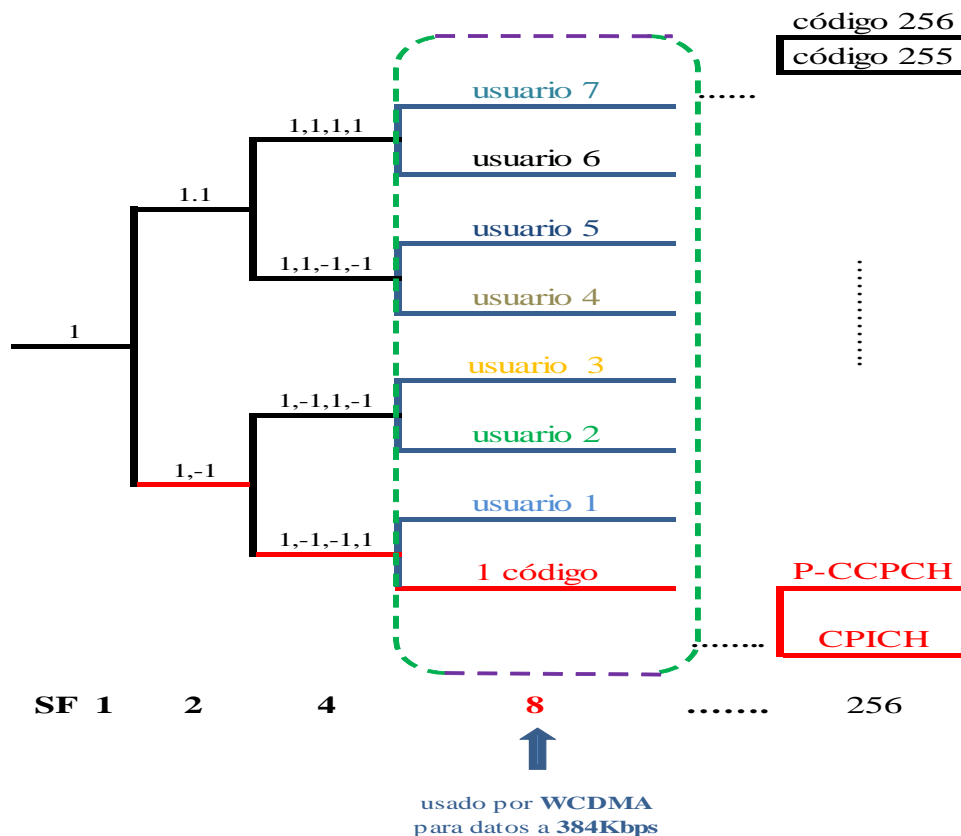 código 256
código 255
usuario 7
1,1,1,1
usuario 6
1.1
usuario 5
1,1,-1,-1
usuario 4
1
usuario 3
1,-1,1,-1
usuario 2
1,-1
usuario 1
1,-1,-1,1
1 código
P-CCPCH
CPICH
SF 1 2 4 8 ....... 256
usado por WCDMA
para datos a 384Kbps